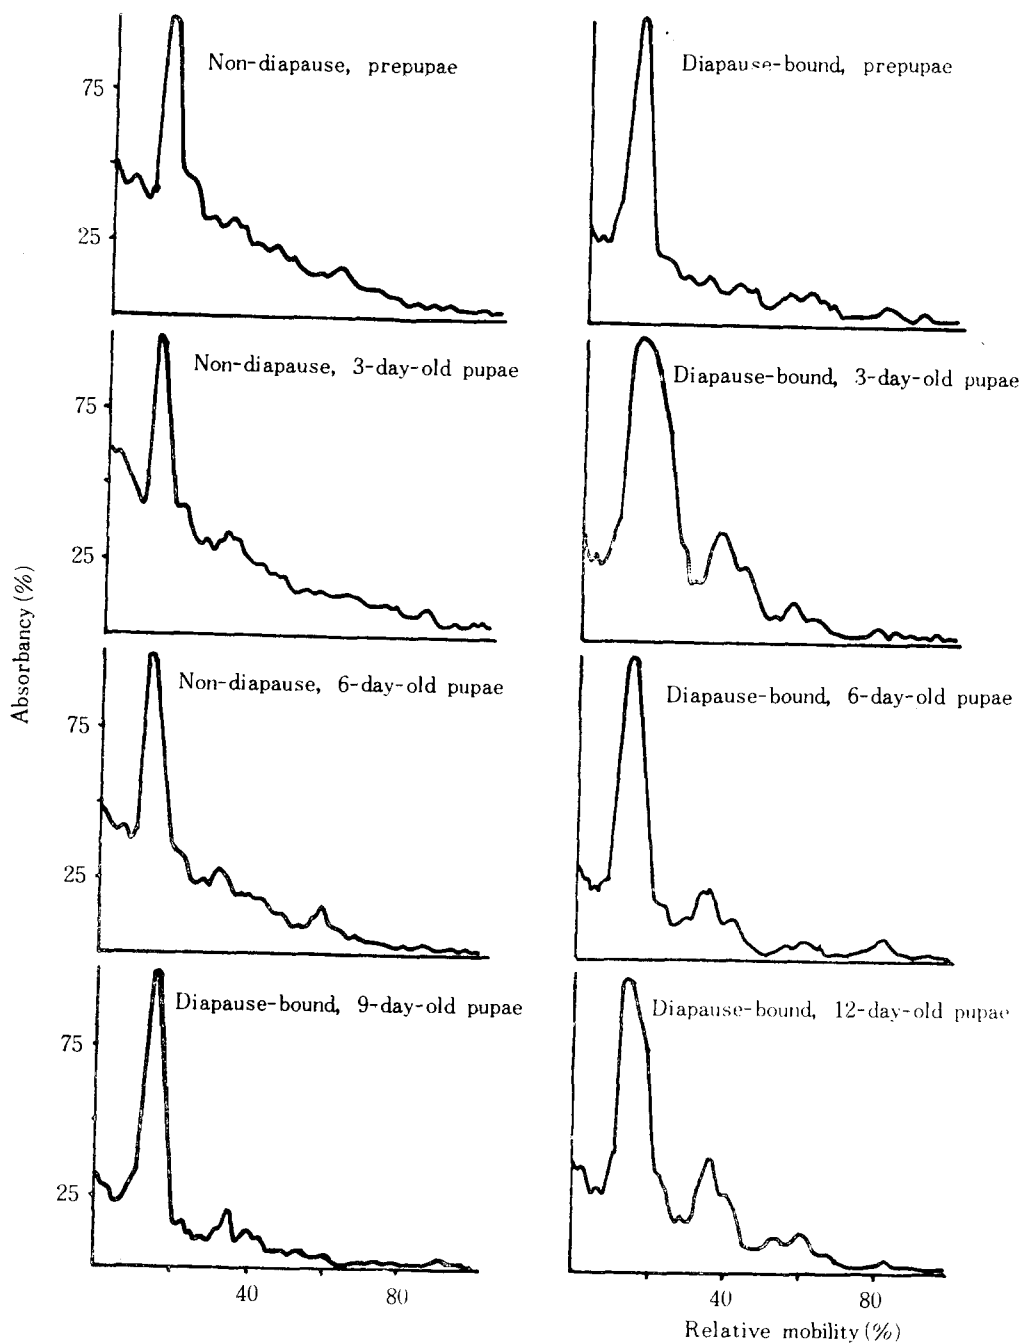 Non-diapause, prepupae
Diapause-bound, prepupae
75
25
Non-diapause, 3-day-old pupae
Diapause-bound, 3-day-old pupae
75
25
Absorbancy (%)
Non-diapause, 6-day-old pupae
Diapause-bound, 6-day-old pupae
75
25
Diapause-bound, 9-day-old pupae
Diapause-bound, 12-day-old pupae
75
25
40
80
40
80
Relative mobility (%)